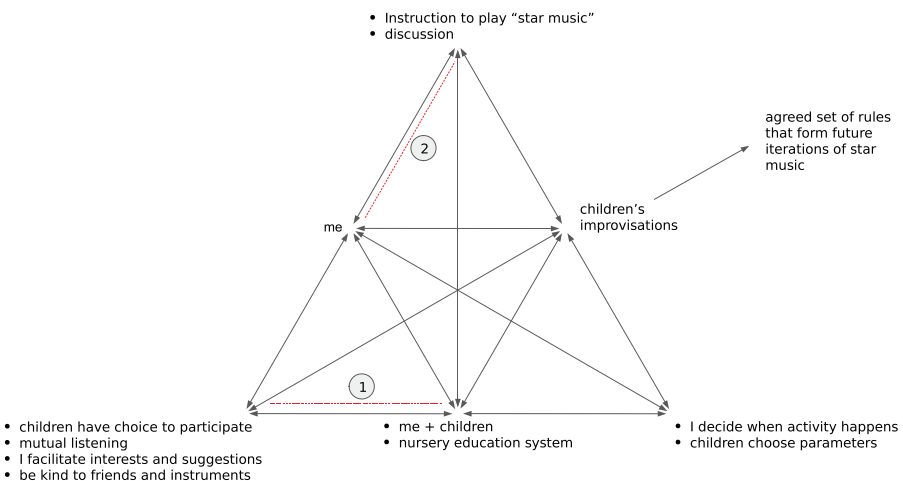 • Instruction to play “star music”
• discussion
agreed set of rules
that form future
iterations of star
music
2
children’s
improvisations
me
1
• children have choice to participate
• mutual listening
• I facilitate interests and suggestions
• be kind to friends and instruments
• me + children
• nursery education system
• I decide when activity happens
• children choose parameters